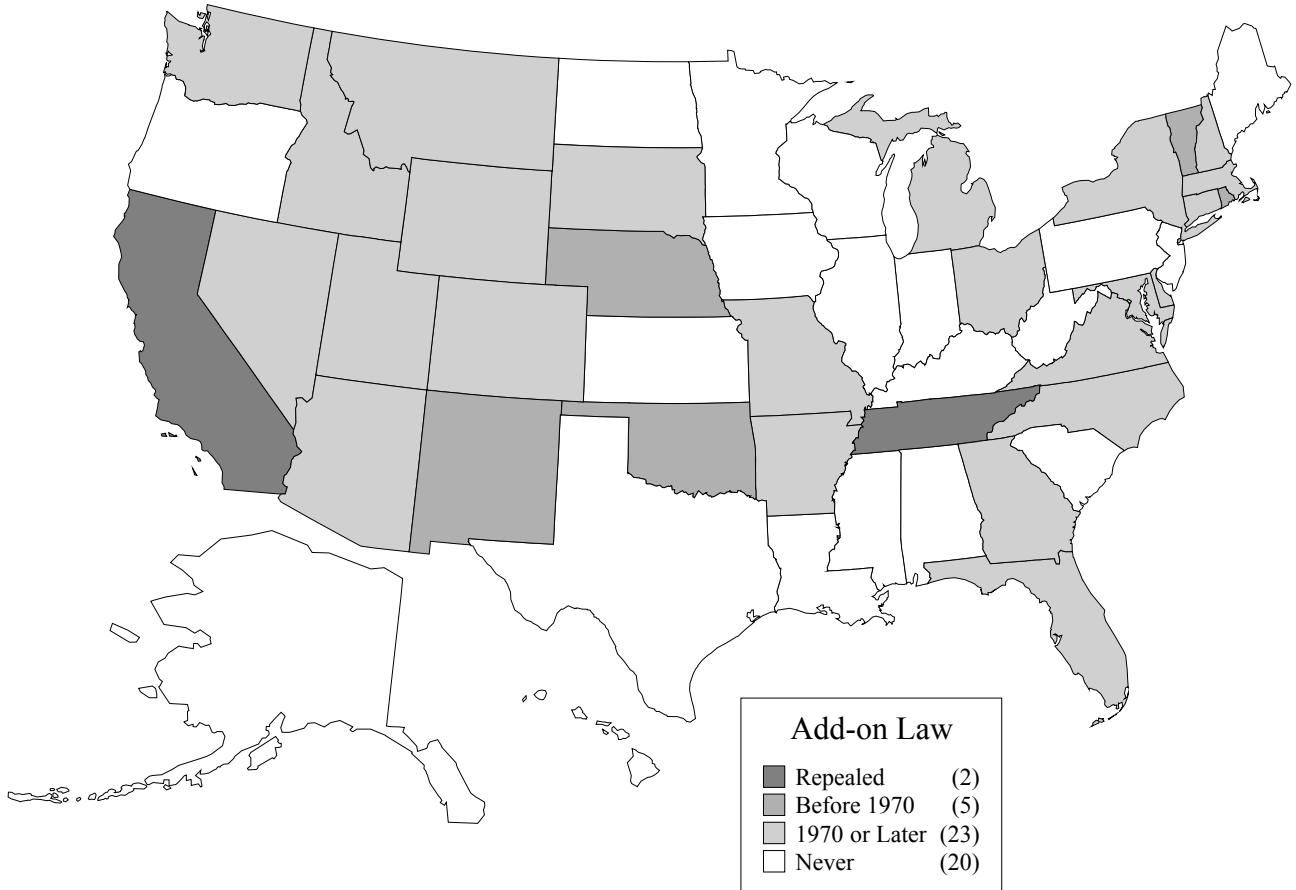 Add-on Law
Repealed (2)
Before 1970 (5)
1970 or Later (23)
Never (20)